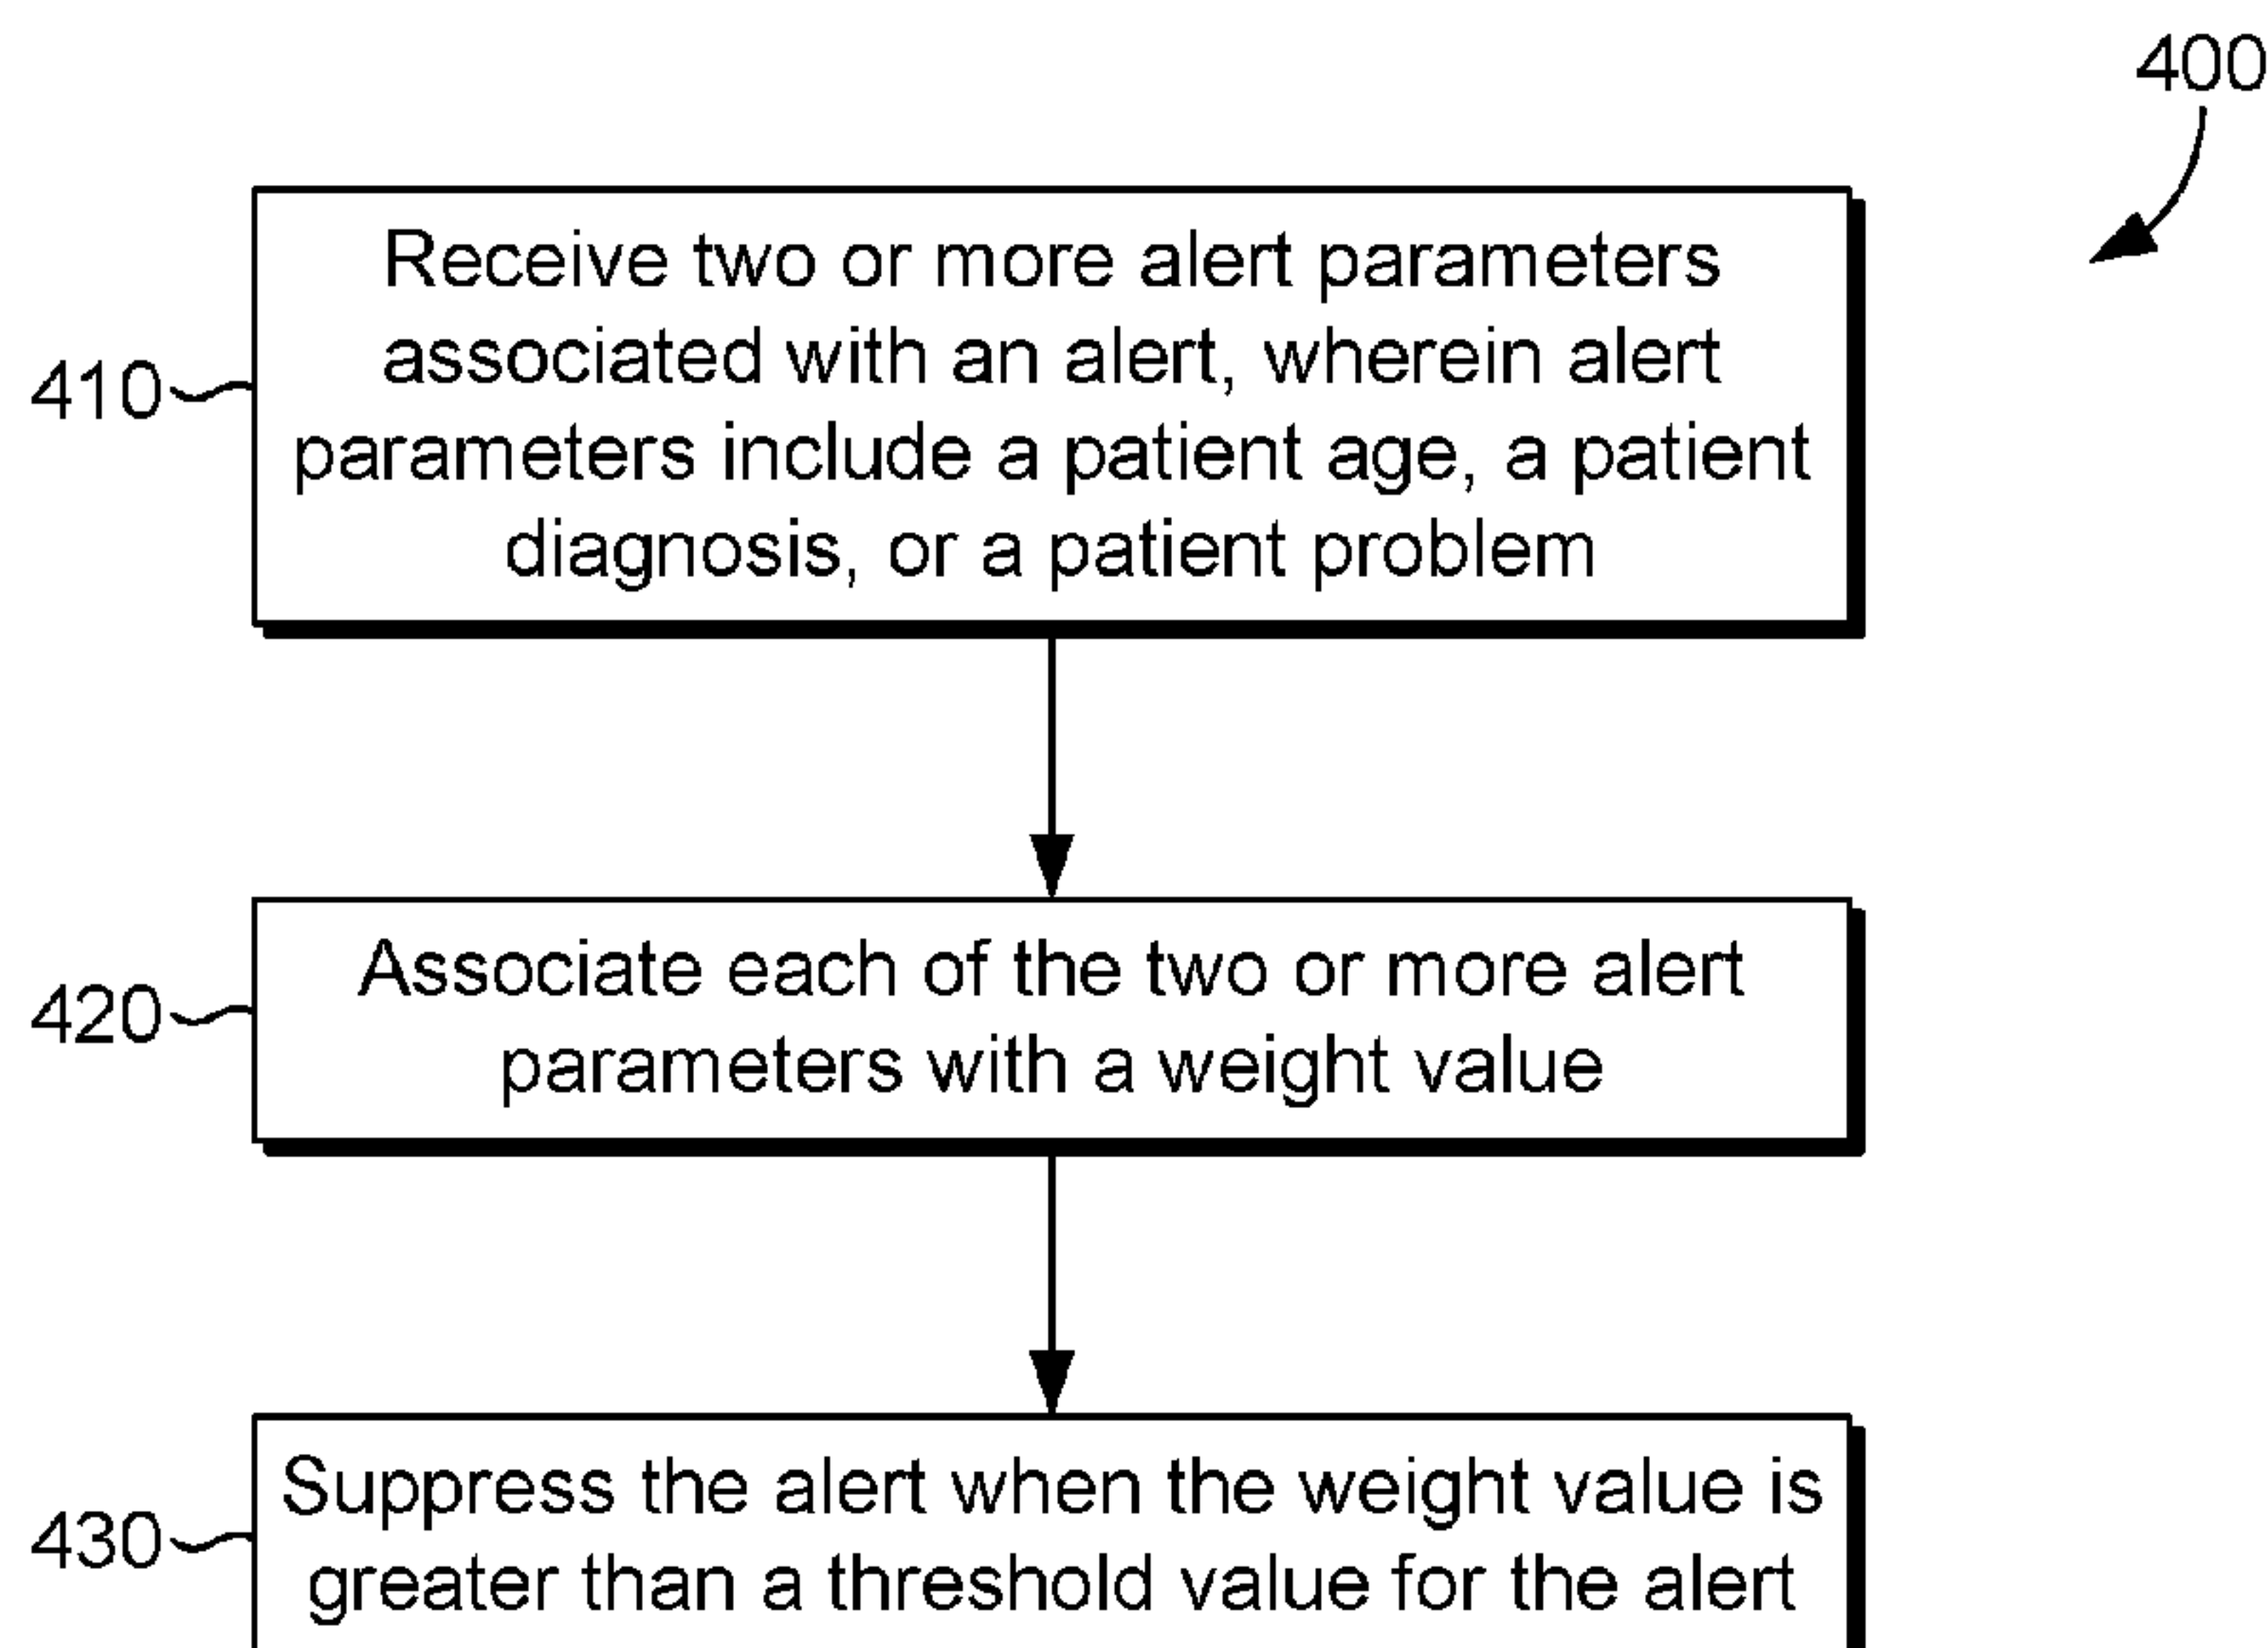 400
Receive two or more alert parameters
associated with an alert, wherein alert
parameters include a patient age, a patient
diagnosis, or a patient problem
410
Associate each of the two or more alert
parameters with a weight value
420
Suppress the alert when the weight value is
greater than a threshold value for the alert
430